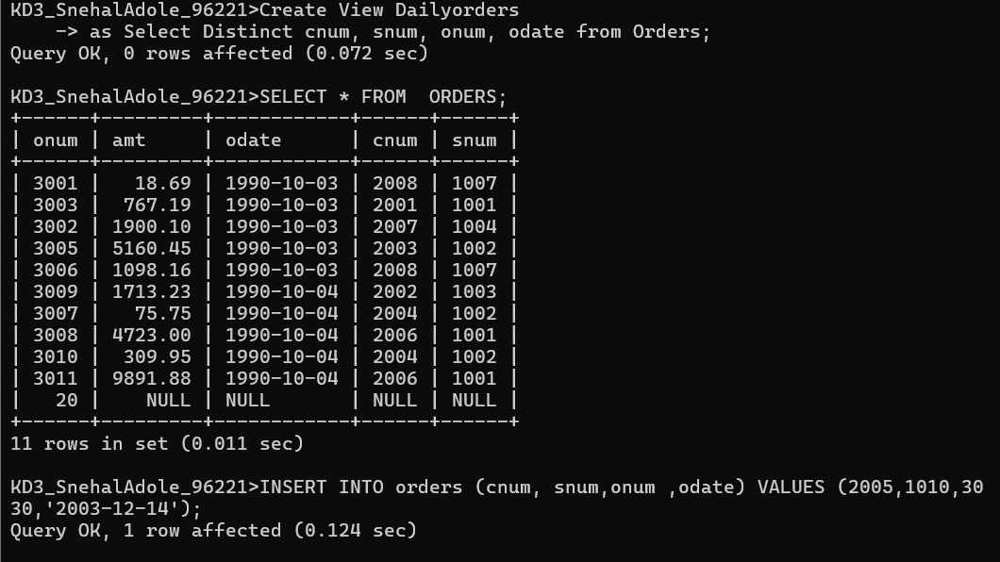 KD3_SnehalAdole_96221>Create View Dailyorders
    -> as Select Distinct cnum, snum, onum, odate from Orders;
Query OK, 0 rows affected (0.072 sec)

KD3_SnehalAdole_96221>SELECT * FROM  ORDERS;
+------+---------+------------+------+------+
| onum | amt     | odate      | cnum | snum |
+------+---------+------------+------+------+
| 3001 |   18.69 | 1990-10-03 | 2008 | 1007 |
| 3003 |  767.19 | 1990-10-03 | 2001 | 1001 |
| 3002 | 1900.10 | 1990-10-03 | 2007 | 1004 |
| 3005 | 5160.45 | 1990-10-03 | 2003 | 1002 |
| 3006 | 1098.16 | 1990-10-03 | 2008 | 1007 |
| 3009 | 1713.23 | 1990-10-04 | 2002 | 1003 |
| 3007 |   75.75 | 1990-10-04 | 2004 | 1002 |
| 3008 | 4723.00 | 1990-10-04 | 2006 | 1001 |
| 3010 |  309.95 | 1990-10-04 | 2004 | 1002 |
| 3011 | 9891.88 | 1990-10-04 | 2006 | 1001 |
|   20 |    NULL | NULL       | NULL | NULL |
+------+---------+------------+------+------+
11 rows in set (0.011 sec)

KD3_SnehalAdole_96221>INSERT INTO orders (cnum, snum,onum ,odate) VALUES (2005,1010,30
30,'2003-12-14');
Query OK, 1 row affected (0.124 sec)